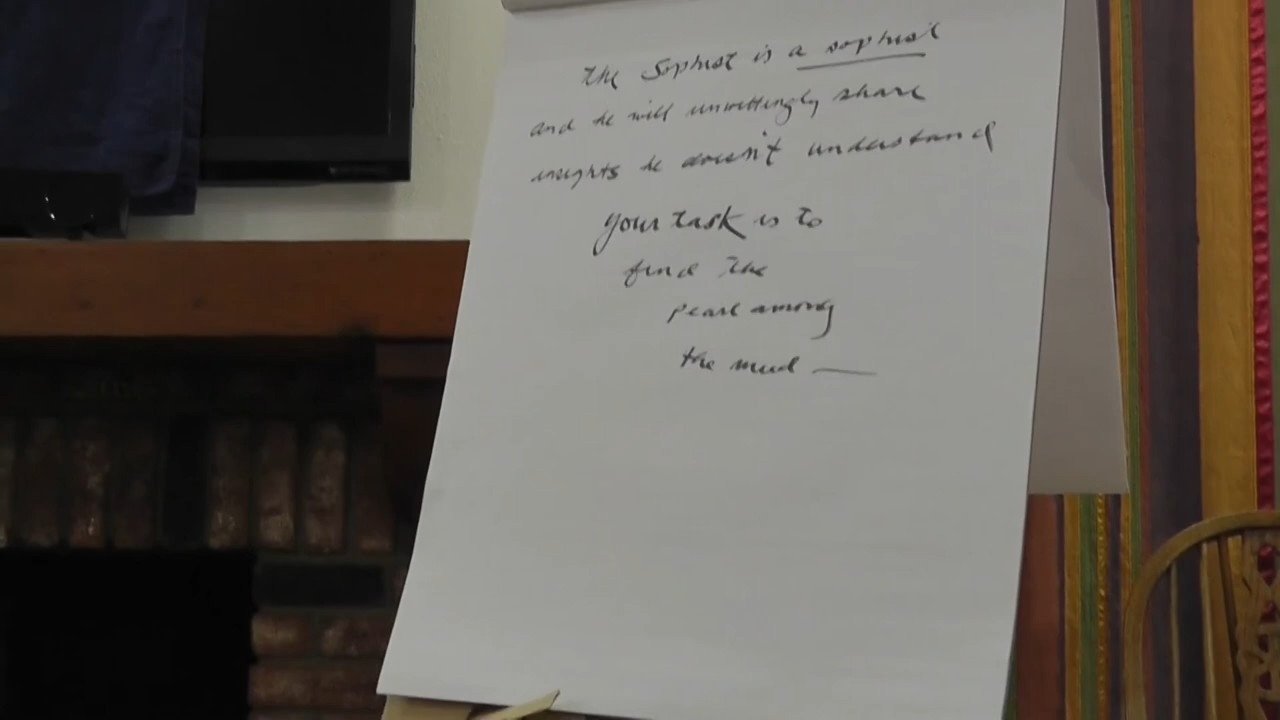 The Sophist is a sophist
and he will unwittingly share
insights he doesn't understand
your task is to
find the
pearl among
the mud —